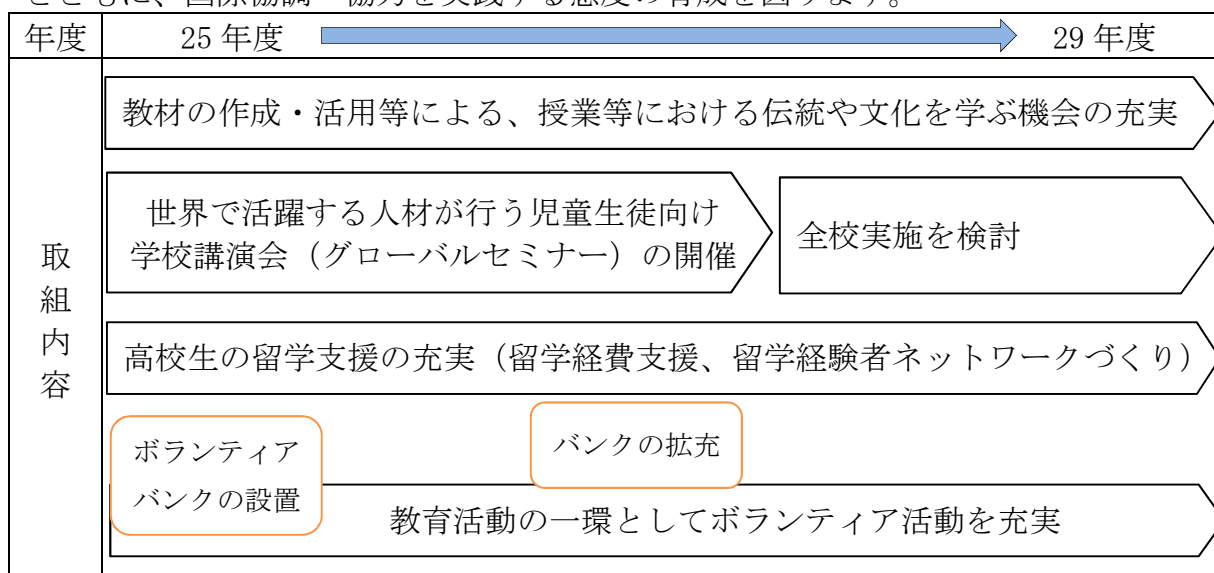 とともに、国際協調・協力を実践する態度の育成を図ります。
年度 25 年度 29 年度
取組内容
教材の作成・活用等による、授業等における伝統や文化を学ぶ機会の充実
世界で活躍する人材が行う児童生徒向け
学校講演会（グローバルセミナー）の開催
全校実施を検討
高校生の留学支援の充実（留学経費支援、留学経験者ネットワークづくり）
ボランティア
バンクの設置
バンクの拡充
教育活動の一環としてボランティア活動を充実